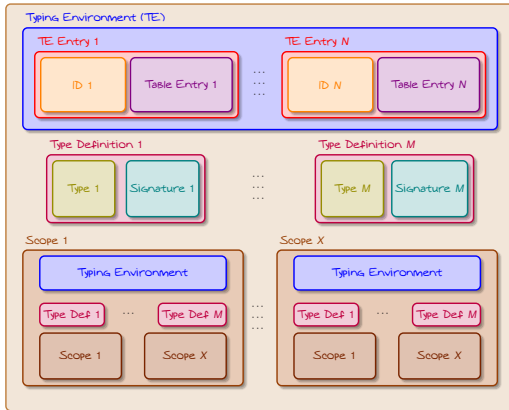 Typing Environment (TE)
TE Entry 1
TE Entry N
ID 1
Table Entry 1
...
...
...
ID N
Table Entry N
Type Definition 1
Type Definition M
Type 1
Signature 1
...
...
...
Type M
Signature M
Scope 1
Scope X
Typing Environment
Typing Environment
Type Def 1
...
Type Def M
...
...
...
Type Def 1
...
Type Def M
Scope 1
Scope X
Scope 1
Scope X